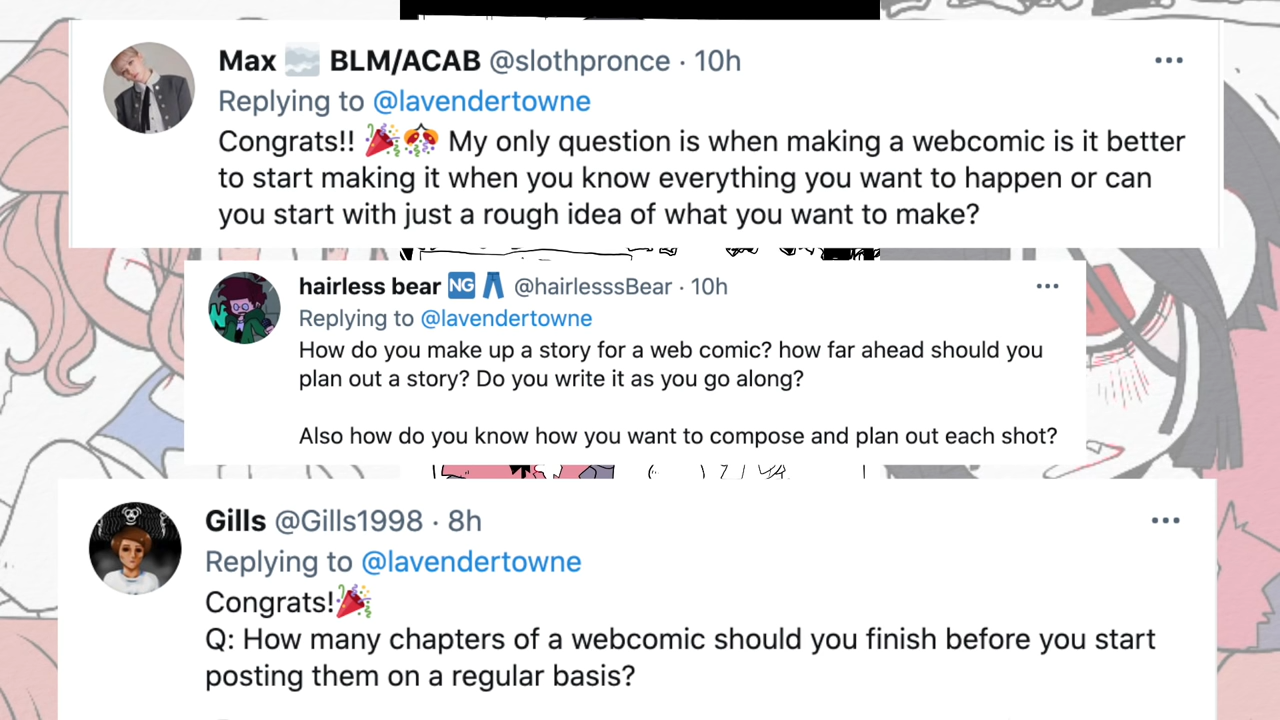 Max 🌫️ BLM/ACAB @slothpronce · 10h
Replying to @lavendertowne
Congrats!! 🎉🎊 My only question is when making a webcomic is it better
to start making it when you know everything you want to happen or can
you start with just a rough idea of what you want to make?
hairless bear 🆖 👖 @hairlesssBear · 10h
Replying to @lavendertowne
How do you make up a story for a web comic? how far ahead should you
plan out a story? Do you write it as you go along?
Also how do you know how you want to compose and plan out each shot?
Gills @Gills1998 · 8h
Replying to @lavendertowne
Congrats!🎉
Q: How many chapters of a webcomic should you finish before you start
posting them on a regular basis?